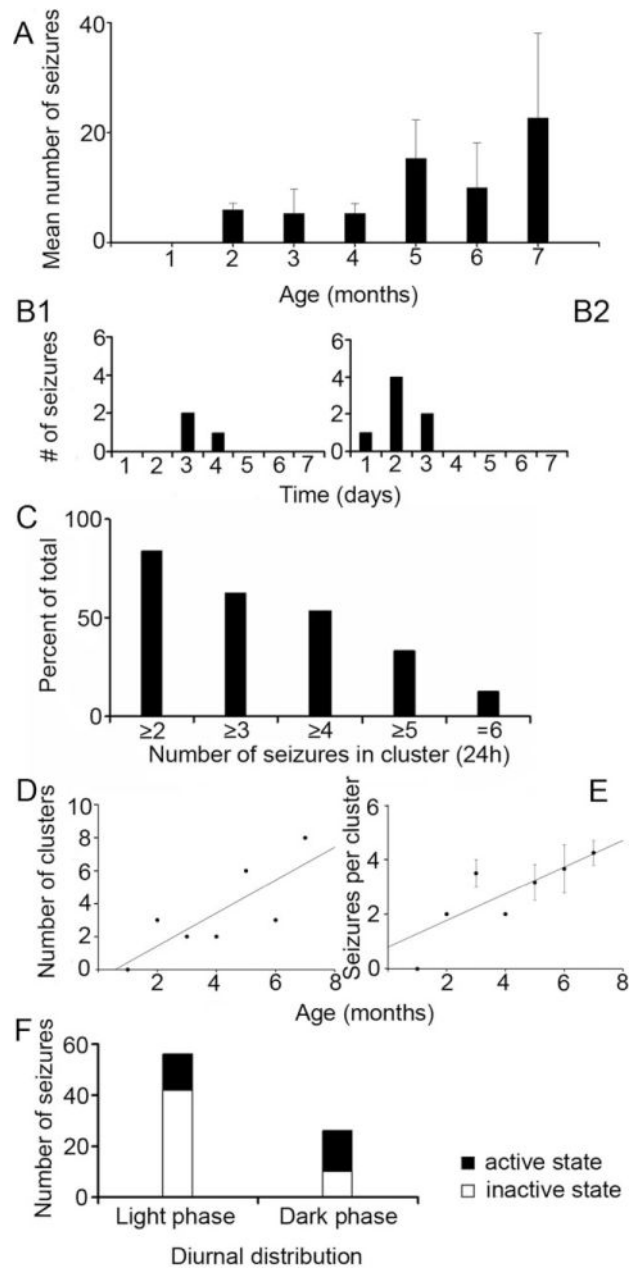 A
Mean number of seizures
40
20
0
1 2 3 4 5 6 7
Age (months)
B1
B2
# of seizures
6
4
2
0
1 2 3 4 5 6 7
6
4
2
0
1 2 3 4 5 6 7
Time (days)
C
Percent of total
100
50
0
≥2 ≥3 ≥4 ≥5 =6
Number of seizures in cluster (24h)
D
Number of clusters
10
8
6
4
2
0
2 4 6 8
E
Seizures per cluster
6
4
2
0
2 4 6 8
Age (months)
F
Number of seizures
60
40
20
0
Light phase Dark phase
Diurnal distribution
active state
inactive state